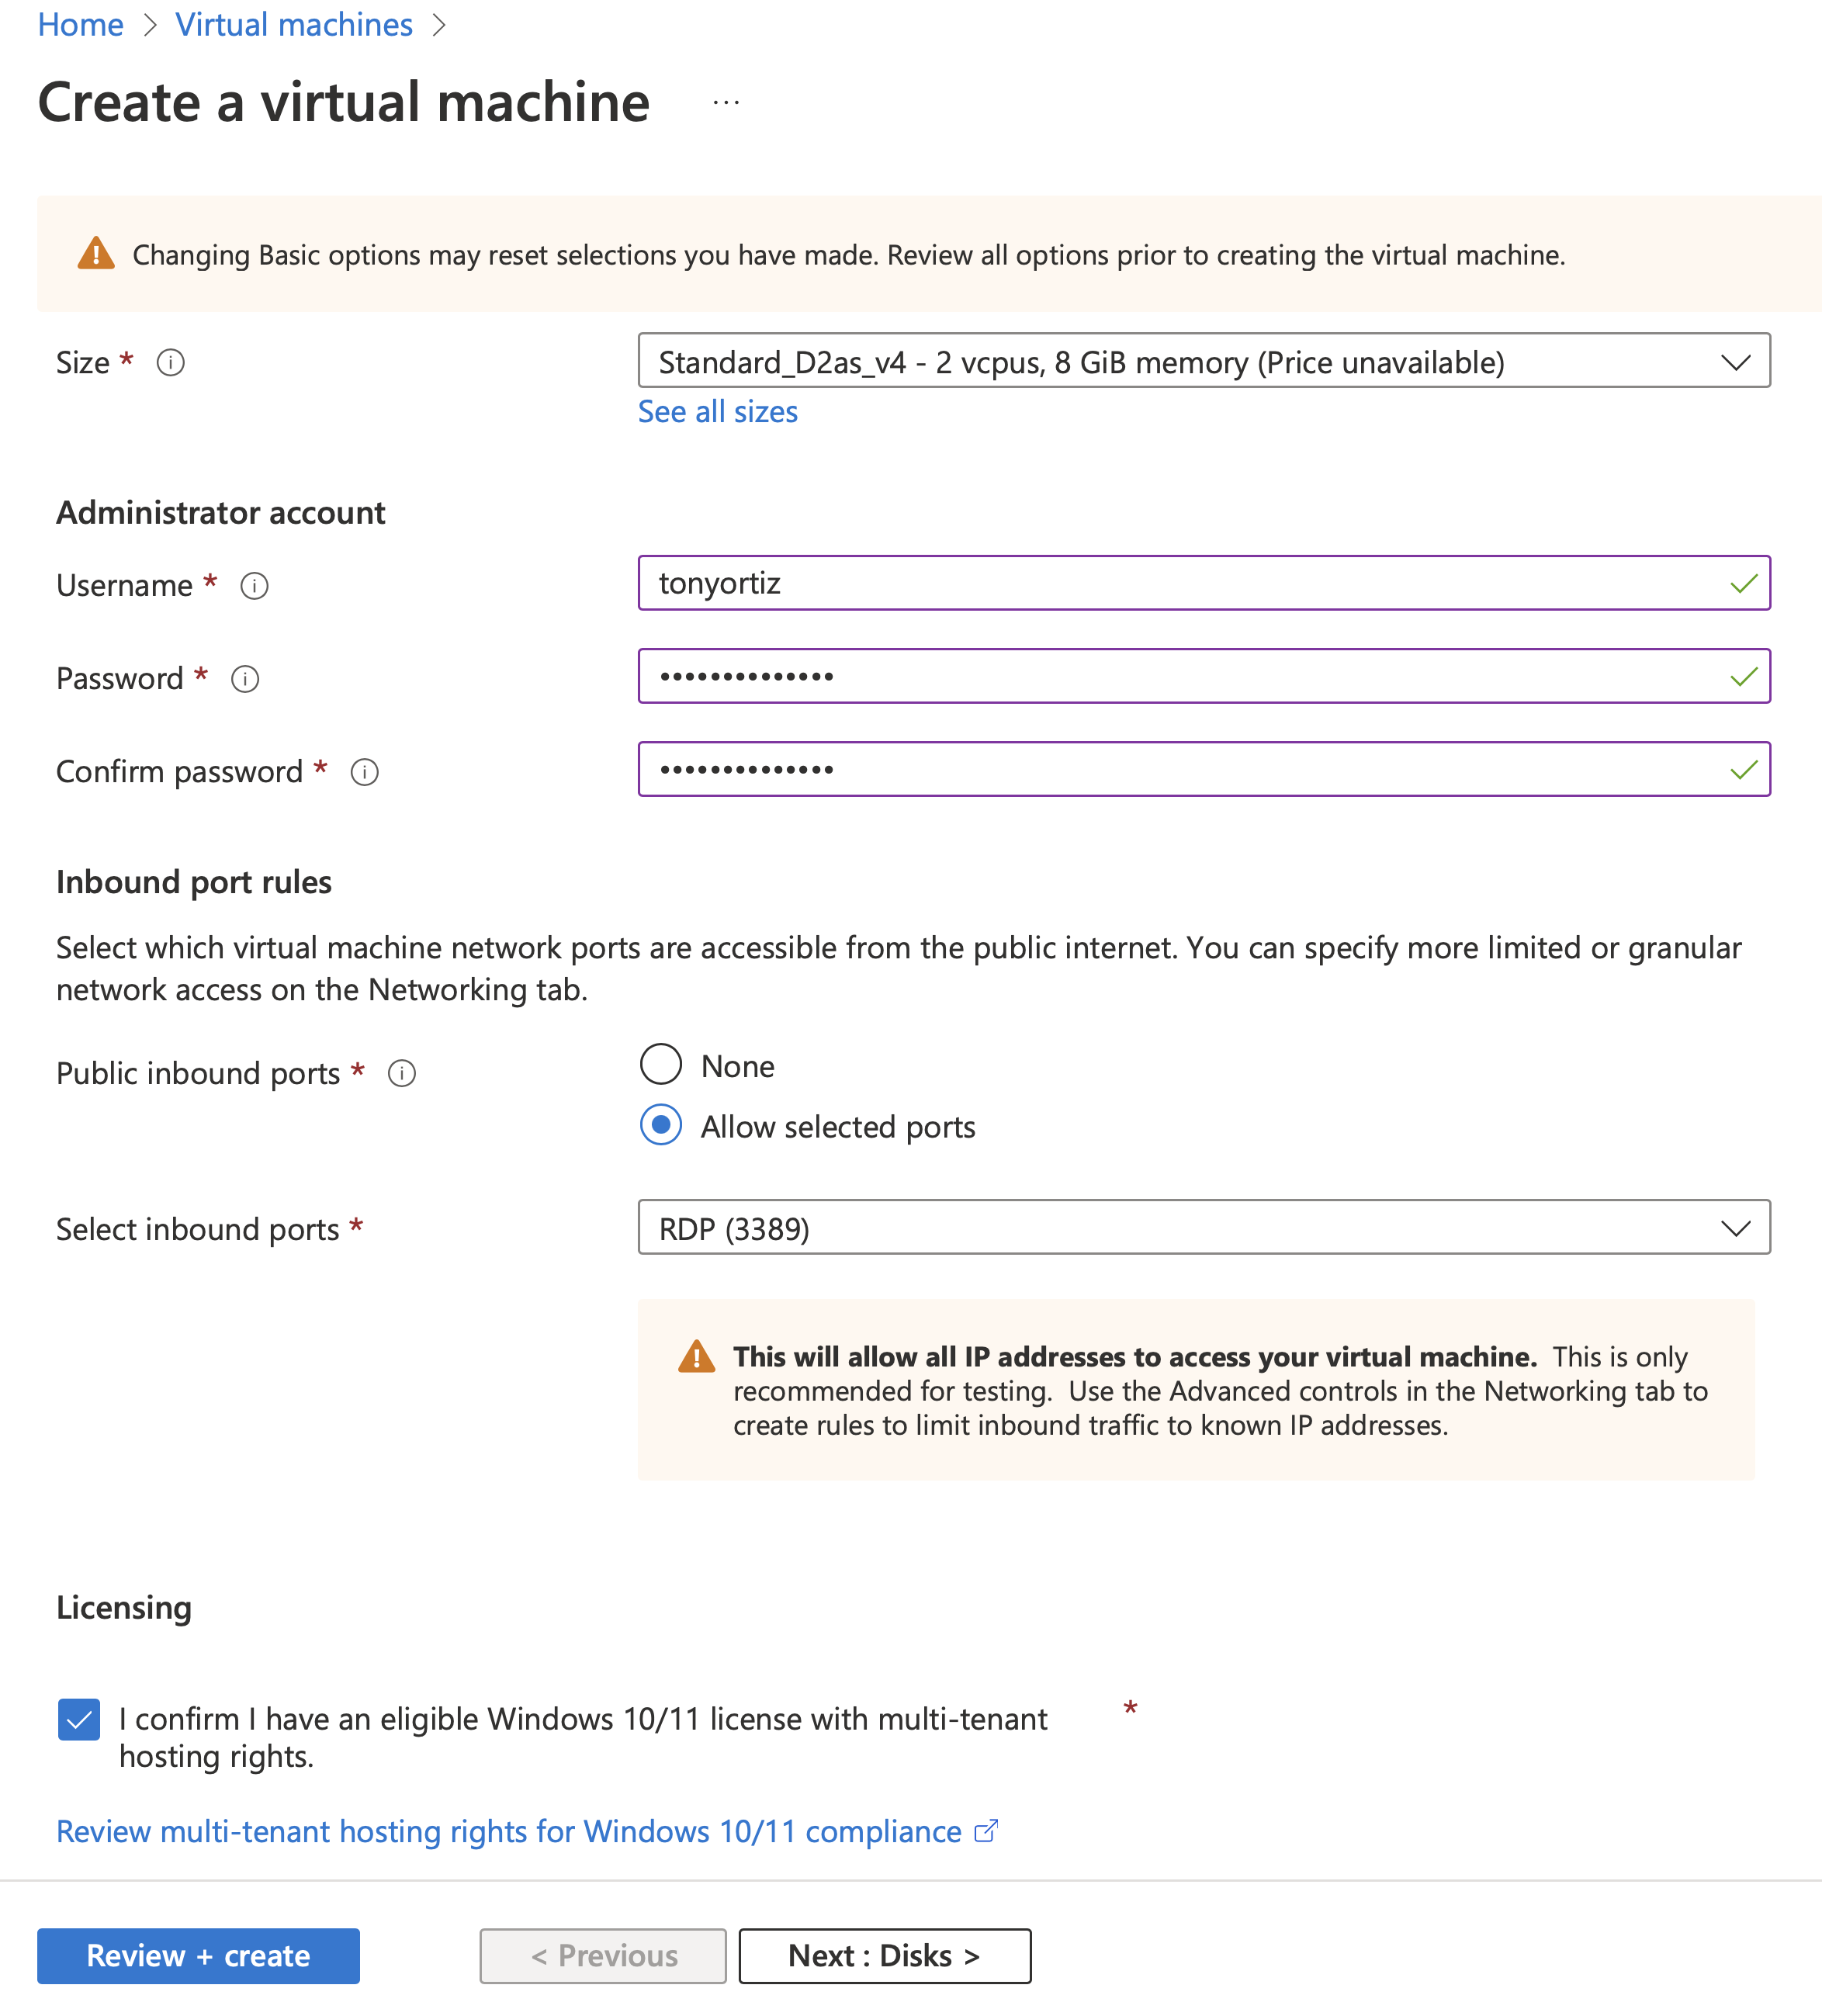 Home > Virtual machines >
Create a virtual machine ...
Changing Basic options may reset selections you have made. Review all options prior to creating the virtual machine.
Size * Standard_D2as_v4 - 2 vcpus, 8 GiB memory (Price unavailable)
See all sizes
Administrator account
Username * tonyortiz
Password * ••••••••••••••
Confirm password * ••••••••••••••
Inbound port rules
Select which virtual machine network ports are accessible from the public internet. You can specify more limited or granular
network access on the Networking tab.
Public inbound ports * None
Allow selected ports
Select inbound ports * RDP (3389)
This will allow all IP addresses to access your virtual machine. This is only
recommended for testing. Use the Advanced controls in the Networking tab to
create rules to limit inbound traffic to known IP addresses.
Licensing
I confirm I have an eligible Windows 10/11 license with multi-tenant *
hosting rights.
Review multi-tenant hosting rights for Windows 10/11 compliance
Review + create < Previous Next : Disks >